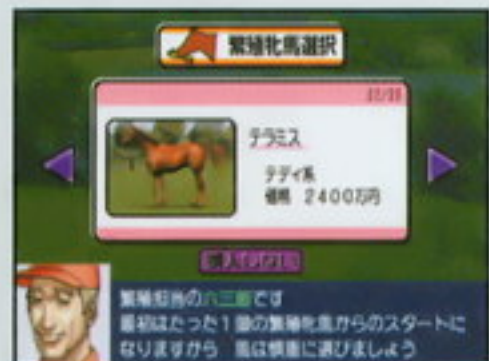 繁殖牝馬選択
テラミス
テディ系
価格 2400万円
繁殖担当の六三郎です
最初はたった1頭の繁殖牝馬からのスタートに
なりますから 馬は慎重に選びましょう